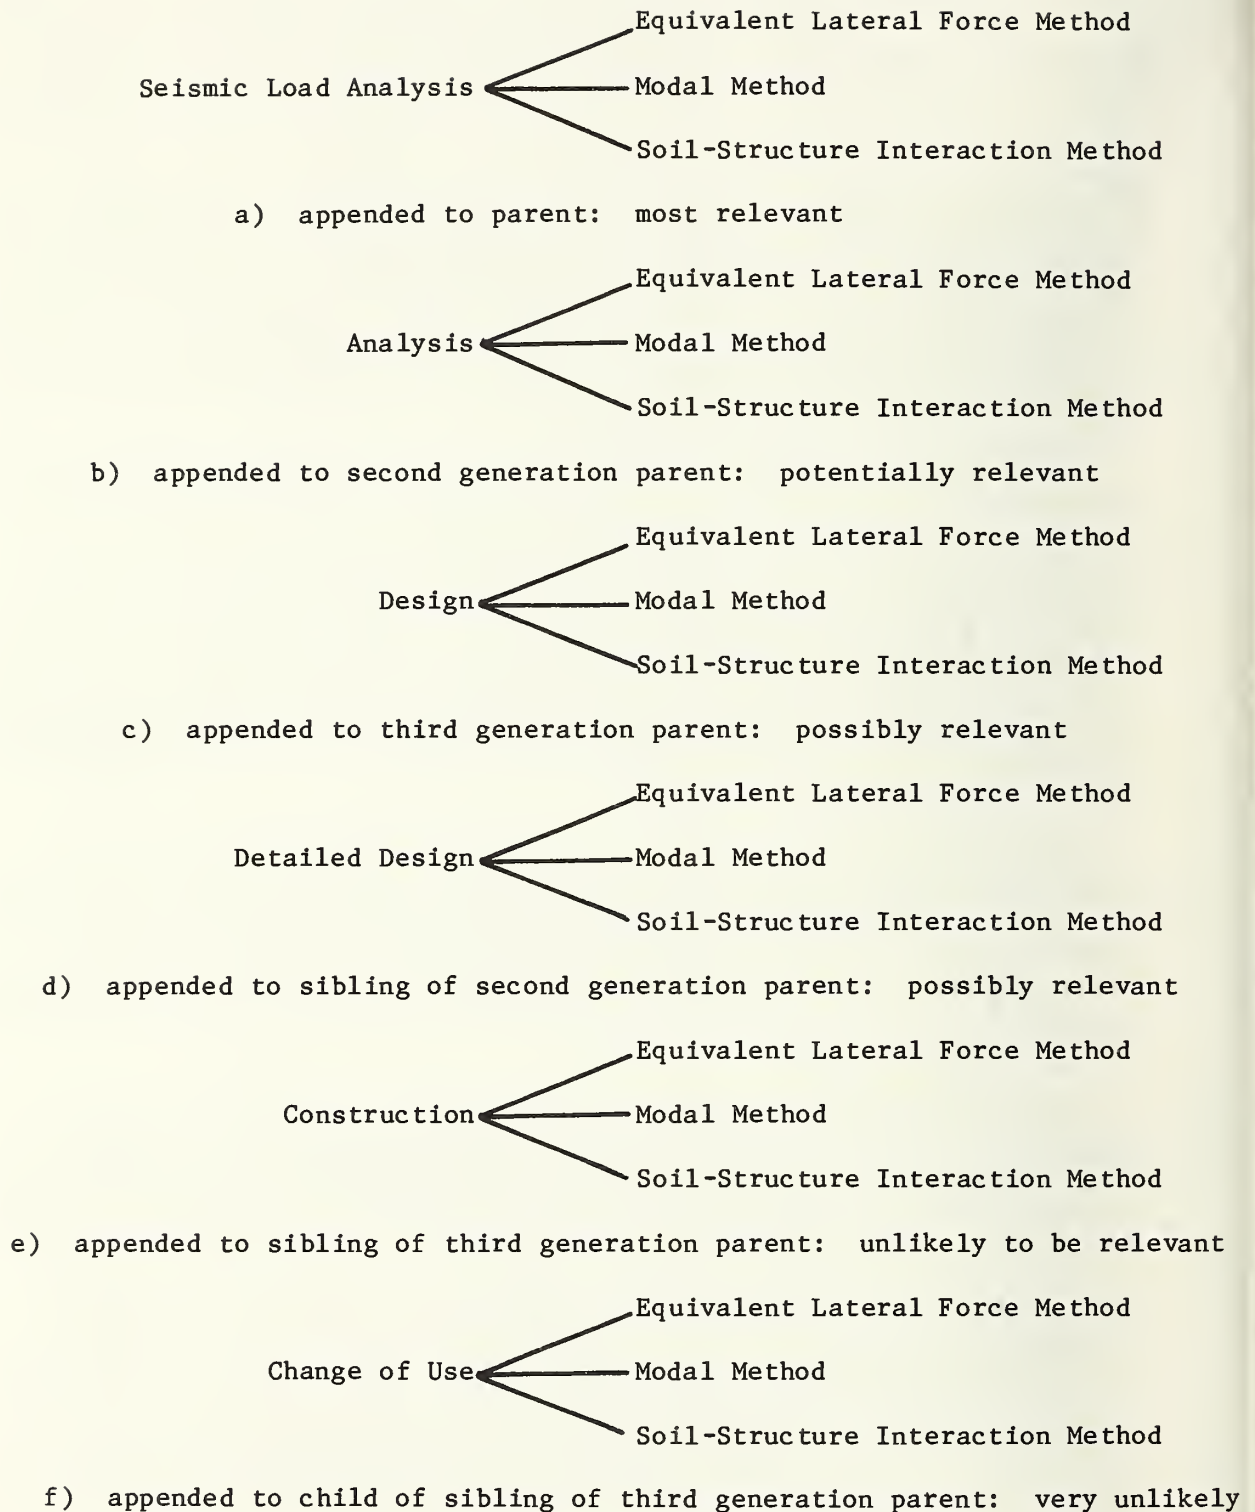 Equivalent Lateral Force Method
Seismic Load Analysis
Modal Method
Soil-Structure Interaction Method
a) appended to parent: most relevant
Equivalent Lateral Force Method
Analysis
Modal Method
Soil-Structure Interaction Method
b) appended to second generation parent: potentially relevant
Equivalent Lateral Force Method
Design
Modal Method
Soil-Structure Interaction Method
c) appended to third generation parent: possibly relevant
Equivalent Lateral Force Method
Detailed Design
Modal Method
Soil-Structure Interaction Method
d) appended to sibling of second generation parent: possibly relevant
Equivalent Lateral Force Method
Construction
Modal Method
Soil-Structure Interaction Method
e) appended to sibling of third generation parent: unlikely to be relevant
Equivalent Lateral Force Method
Change of Use
Modal Method
Soil-Structure Interaction Method
f) appended to child of sibling of third generation parent: very unlikely